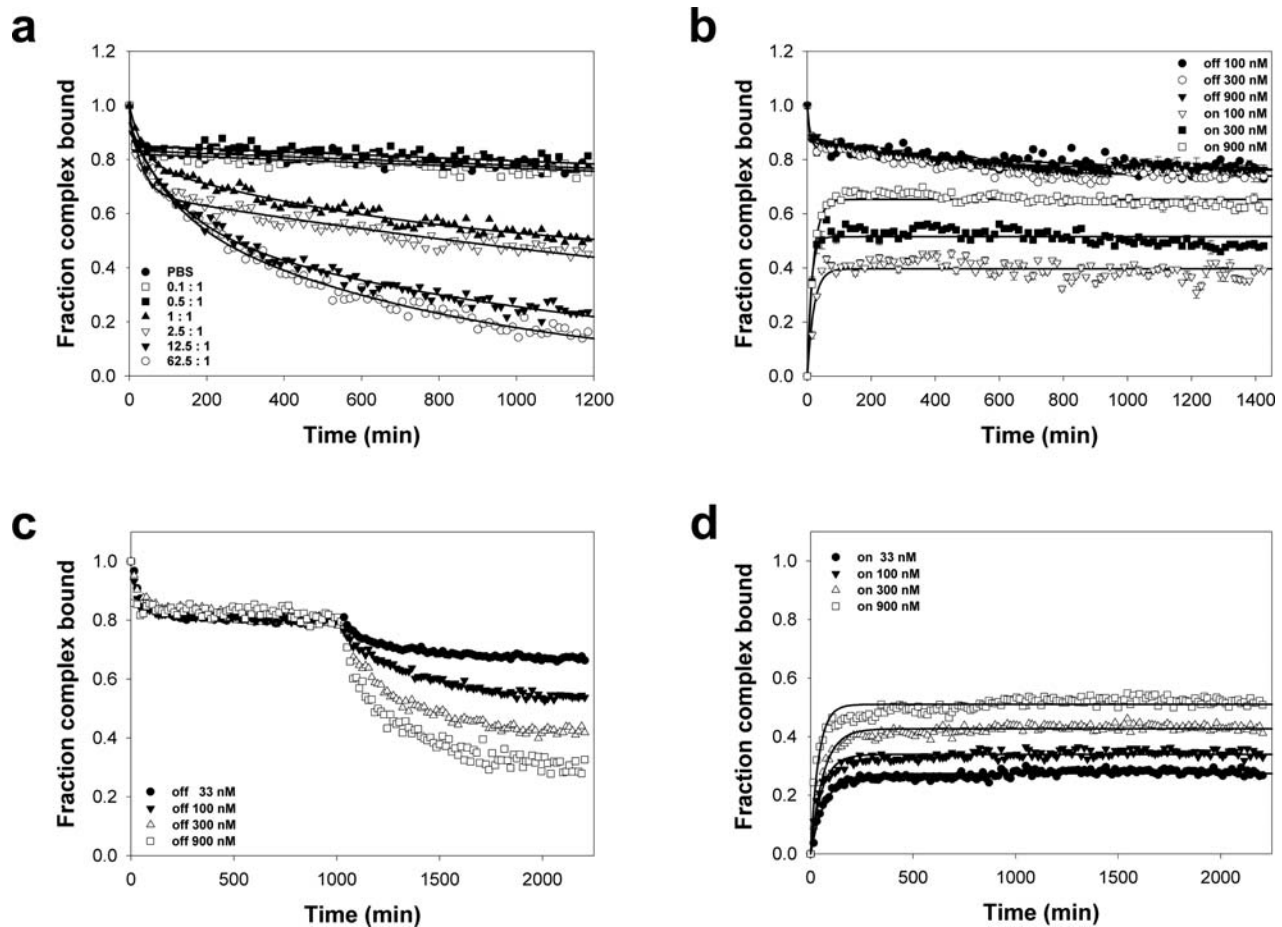 a
Fraction complex bound
1.2
1.0
0.8
0.6
0.4
0.2
0.0
PBS
0.1 : 1
0.5 : 1
1 : 1
2.5 : 1
12.5 : 1
62.5 : 1
0 200 400 600 800 1000 1200
Time (min)
b
Fraction complex bound
1.2
1.0
0.8
0.6
0.4
0.2
0.0
off 100 nM
off 300 nM
off 900 nM
on 100 nM
on 300 nM
on 900 nM
0 200 400 600 800 1000 1200 1400
Time (min)
c
Fraction complex bound
1.0
0.8
0.6
0.4
0.2
0.0
off 33 nM
off 100 nM
off 300 nM
off 900 nM
0 500 1000 1500 2000
Time (min)
d
Fraction complex bound
1.0
0.8
0.6
0.4
0.2
0.0
on 33 nM
on 100 nM
on 300 nM
on 900 nM
0 500 1000 1500 2000
Time (min)